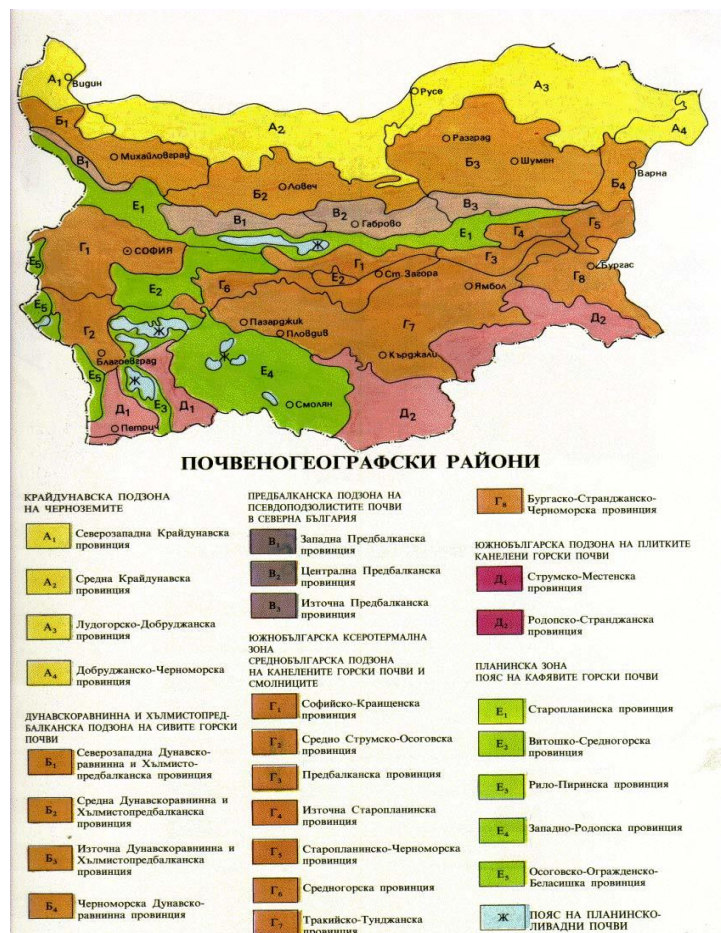 А₁
Видин
Русе
А₃
Б₁
А₂
А₄
Разград
В₁
Михайловград
Б₃
Шумен
Варна
Б₂
Ловеч
Б₄
Е₁
В₁
В₂
В₃
Габрово
Г₁
СОФИЯ
Ж
Е₁
Г₄
Г₅
Е₅
Г₁
Г₃
Бургас
Е₂
Г₆
Е₂
Ст. Загора
Ямбол
Г₈
Е₅
Ж
Пазарджик
Пловдив
Г₇
Д₂
Г₂
Благоевград
Ж
Кърджали
Е₅
Ж
Е₄
Д₁
Е₃
Д₁
Смолян
Д₂
Петрич
ПОЧВЕНОГЕОГРАФСКИ РАЙОНИ
КРАЙДУНАВСКА ПОДЗОНА
НА ЧЕРНОЗЕМИТЕ
А₁ Северозападна Крайдунавска
провинция
А₂ Средна Крайдунавска
провинция
А₃ Лудогорско-Добруджанска
провинция
А₄ Добруджанско-Черноморска
провинция
ДУНАВСКОРАВНИННА И ХЪЛМИСТОПРЕД-
БАЛКАНСКА ПОДЗОНА НА СИВИТЕ ГОРСКИ
ПОЧВИ
Б₁ Северозападна Дунавско-
равнинна и Хълмисто-
предбалканска провинция
Б₂ Средна Дунавскоравнинна и
Хълмистопредбалканска
провинция
Б₃ Източна Дунавскоравнинна и
Хълмистопредбалканска
провинция
Б₄ Черноморска Дунавско-
равнинна провинция
ПРЕДБАЛКАНСКА ПОДЗОНА НА
ПСЕВДОПОДЗОЛИСТИТЕ ПОЧВИ
В СЕВЕРНА БЪЛГАРИЯ
В₁ Западна Предбалканска
провинция
В₂ Централна Предбалканска
провинция
В₃ Източна Предбалканска
провинция
ЮЖНОБЪЛГАРСКА КСЕРОТЕРМАЛНА
ЗОНА
СРЕДНОБЪЛГАРСКА ПОДЗОНА
НА КАНЕЛЕНИТЕ ГОРСКИ ПОЧВИ И
СМОЛНИЦИТЕ
Г₁ Софийско-Краищенска
провинция
Г₂ Средно Струмско-Осоговска
провинция
Г₃ Предбалканска провинция
Г₄ Източна Старопланинска
провинция
Г₅ Старопланинско-Черноморска
провинция
Г₆ Средногорска провинция
Г₇ Тракийско-Тунджанска
провинция
Г₈ Бургаско-Странджанско-
Черноморска провинция
ЮЖНОБЪЛГАРСКА ПОДЗОНА НА ПЛИТКИТЕ
КАНЕЛЕНИ ГОРСКИ ПОЧВИ
Д₁ Струмско-Местенска
провинция
Д₂ Родопско-Странджанска
провинция
ПЛАНИНСКА ЗОНА
ПОЯС НА КАФЯВИТЕ ГОРСКИ ПОЧВИ
Е₁ Старопланинска провинция
Е₂ Витошко-Средногорска
провинция
Е₃ Рило-Пиринска провинция
Е₄ Западно-Родопска провинция
Е₅ Осоговско-Огражденско-
Беласишка провинция
Ж ПОЯС НА ПЛАНИНСКО-
ЛИВАДНИ ПОЧВИ